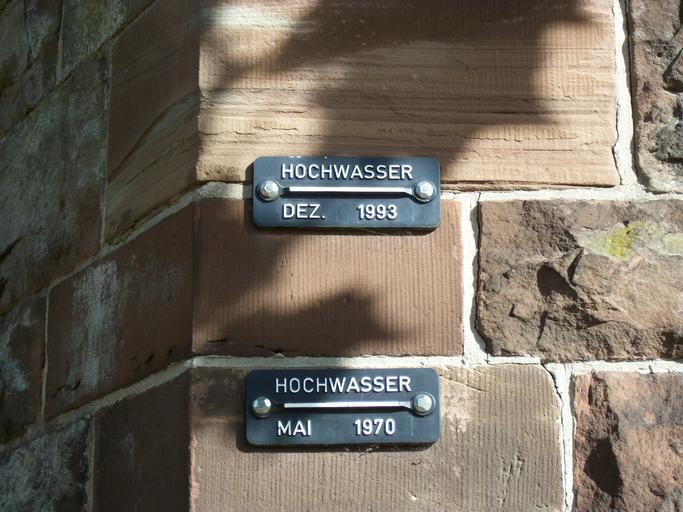 HOCHWASSER
DEZ. 1993
HOCHWASSER
MAI 1970